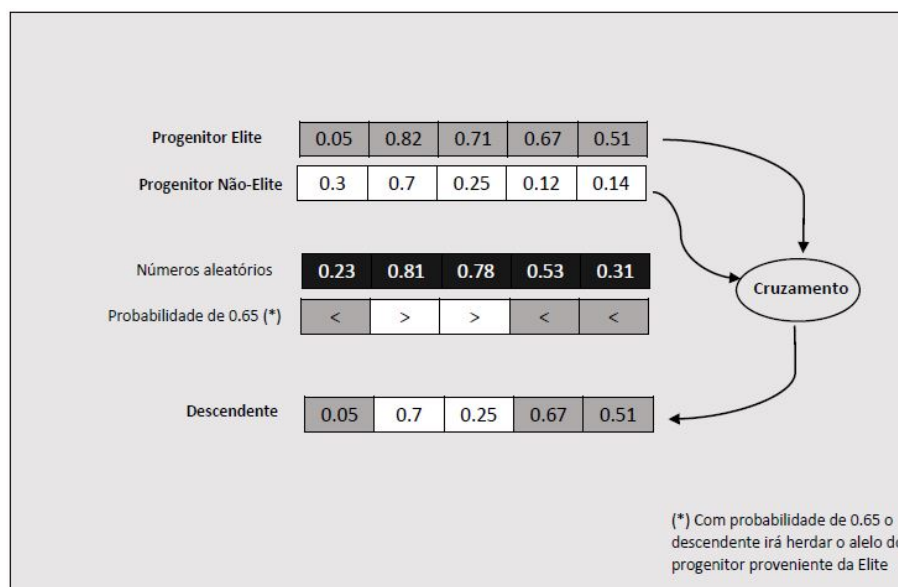 Progenitor Elite 0.05 0.82 0.71 0.67 0.51
Progenitor Não-Elite 0.3 0.7 0.25 0.12 0.14
Números aleatórios 0.23 0.81 0.78 0.53 0.31
Probabilidade de 0.65 (*) < > > < <
Cruzamento
Descendente 0.05 0.7 0.25 0.67 0.51
(*) Com probabilidade de 0.65 o
descendente irá herdar o alelo do
progenitor proveniente da Elite